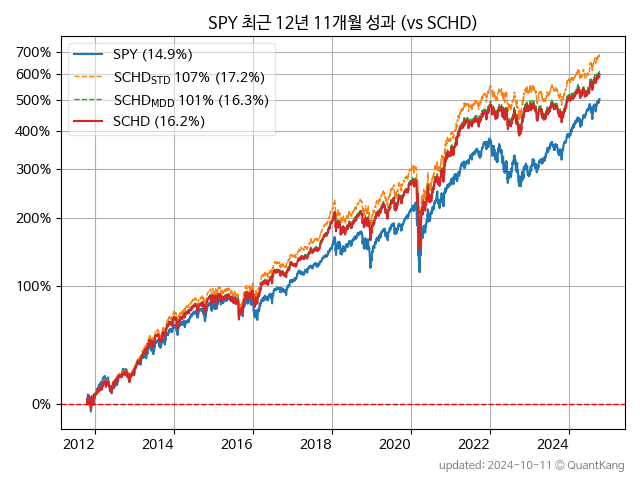 SPY 최근 12년 11개월 성과 (vs SCHD)
SPY (14.9%)
SCHD_STD 107% (17.2%)
SCHD_MDD 101% (16.3%)
SCHD (16.2%)
700%
600%
500%
400%
300%
200%
100%
0%
2012 2014 2016 2018 2020 2022 2024
updated: 2024-10-11 © QuantKang